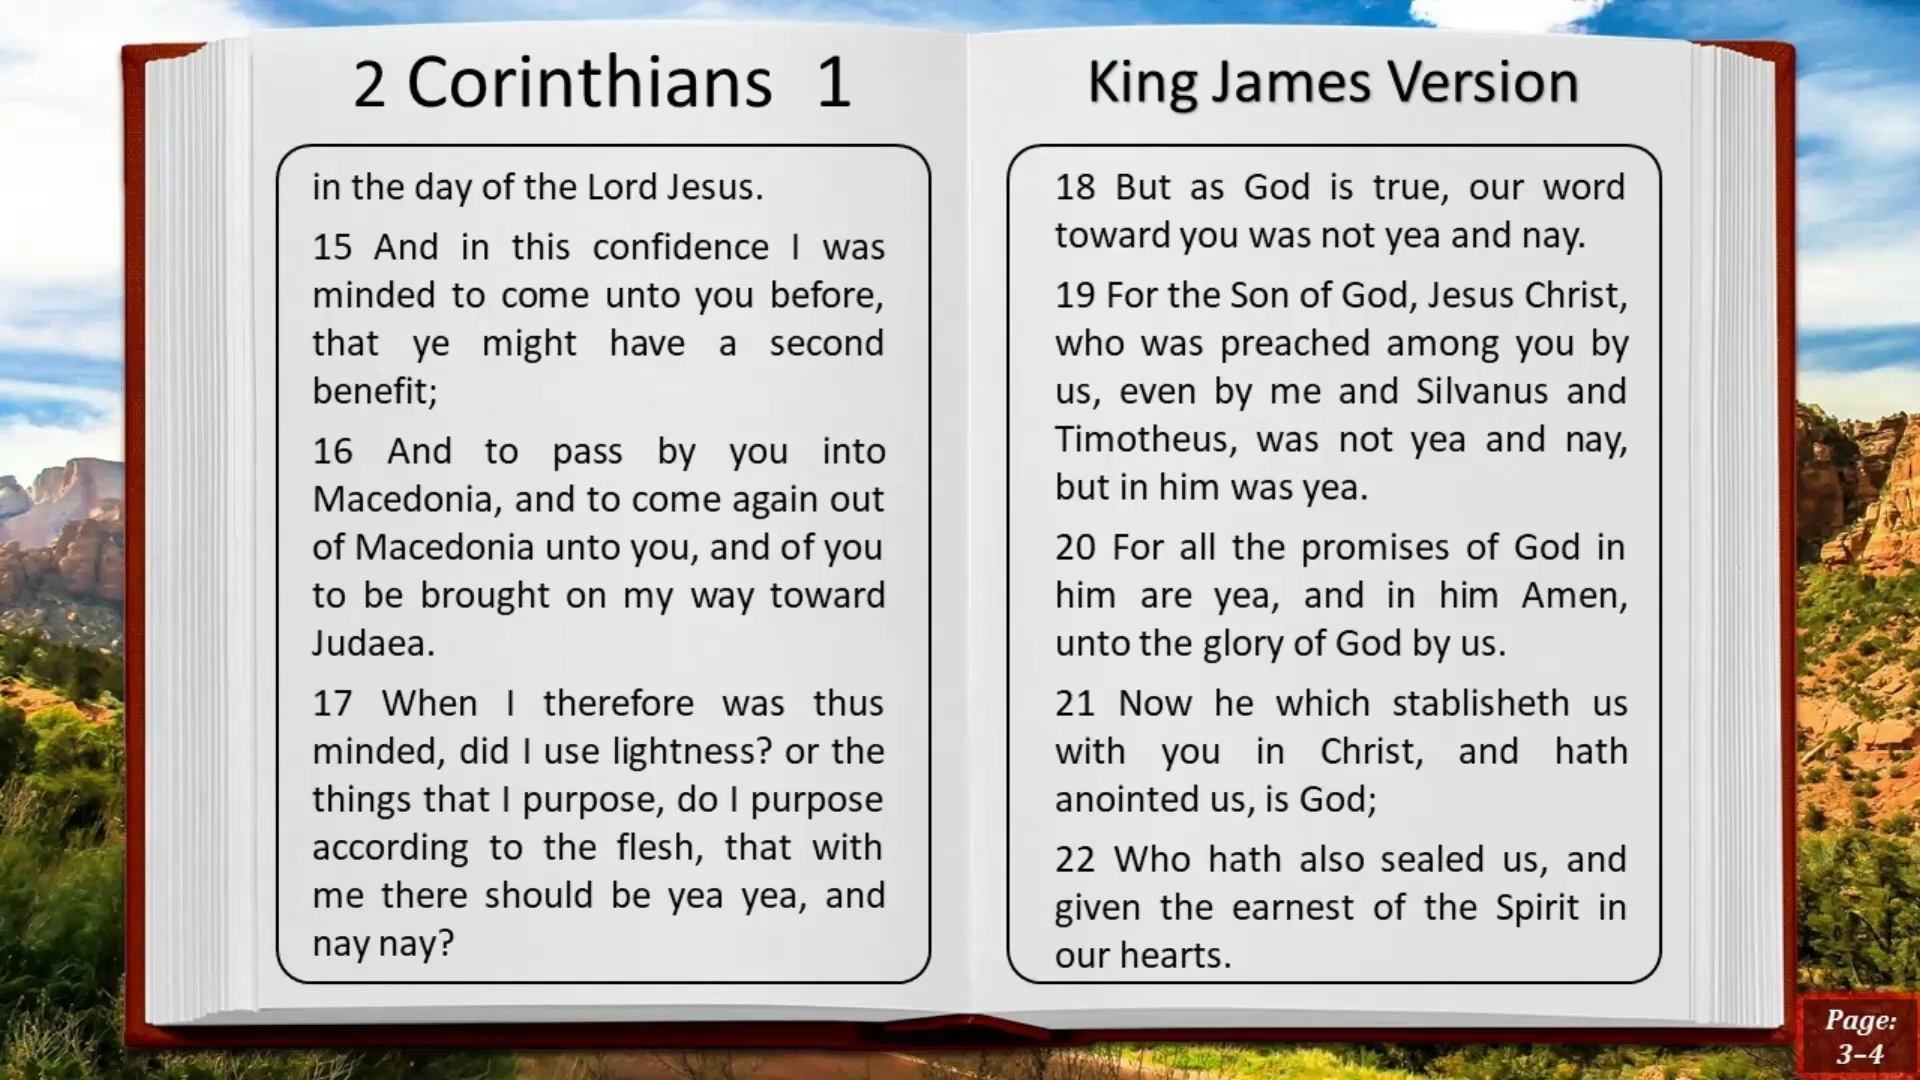 2 Corinthians 1
in the day of the Lord Jesus.
15 And in this confidence I was
minded to come unto you before,
that ye might have a second
benefit;
16 And to pass by you into
Macedonia, and to come again out
of Macedonia unto you, and of you
to be brought on my way toward
Judaea.
17 When I therefore was thus
minded, did I use lightness? or the
things that I purpose, do I purpose
according to the flesh, that with
me there should be yea yea, and
nay nay?
King James Version
18 But as God is true, our word
toward you was not yea and nay.
19 For the Son of God, Jesus Christ,
who was preached among you by
us, even by me and Silvanus and
Timotheus, was not yea and nay,
but in him was yea.
20 For all the promises of God in
him are yea, and in him Amen,
unto the glory of God by us.
21 Now he which stablisheth us
with you in Christ, and hath
anointed us, is God;
22 Who hath also sealed us, and
given the earnest of the Spirit in
our hearts.
Page:
3–4